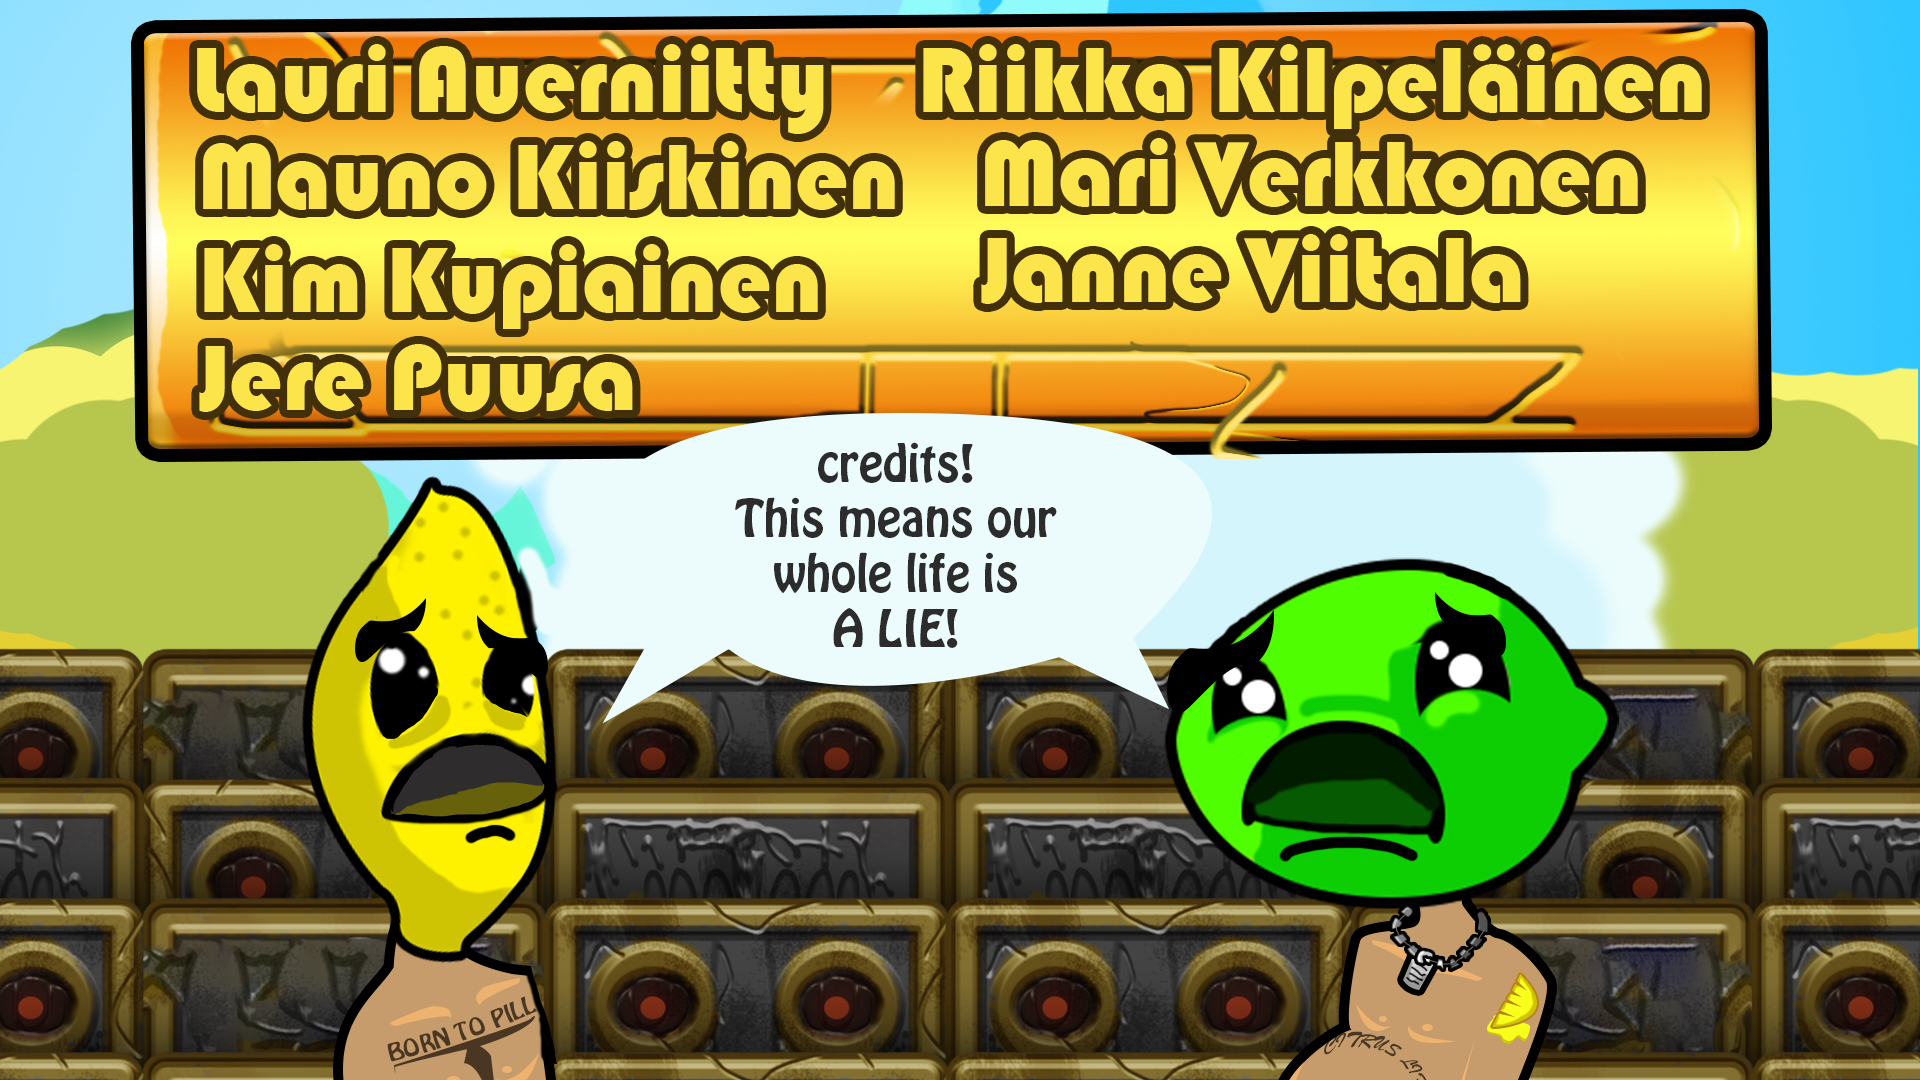 Lauri Auerniitty
Mauno Kiiskinen
Kim Kupiainen
Jere Puusa
Riikka Kilpeläinen
Mari Verkkonen
Janne Viitala
credits!
This means our
whole life is
A LIE!
BORN TO PILL
CITRUS